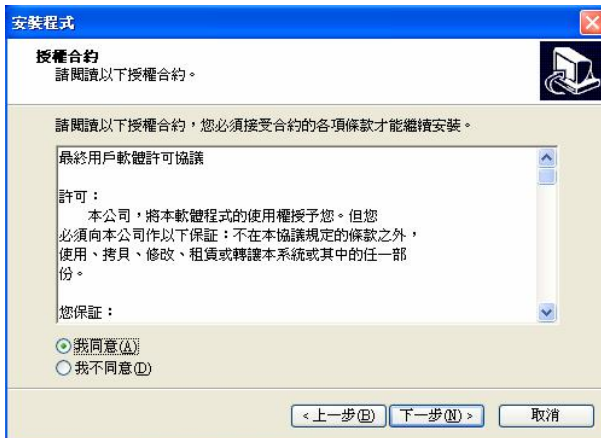 安裝程式
授權合約
請閱讀以下授權合約。
請閱讀以下授權合約，您必須接受合約的各項條款才能繼續安裝。
最終用戶軟體許可協議
許可：
本公司，將本軟體程式的使用權授予您。但您
必須向本公司作以下保証：不在本協議規定的條款之外，
使用、拷貝、修改、租賃或轉讓本系統或其中的任一部
份。
您保証：
我同意(A)
我不同意(D)
<上一步(B) 下一步(N)> 取消